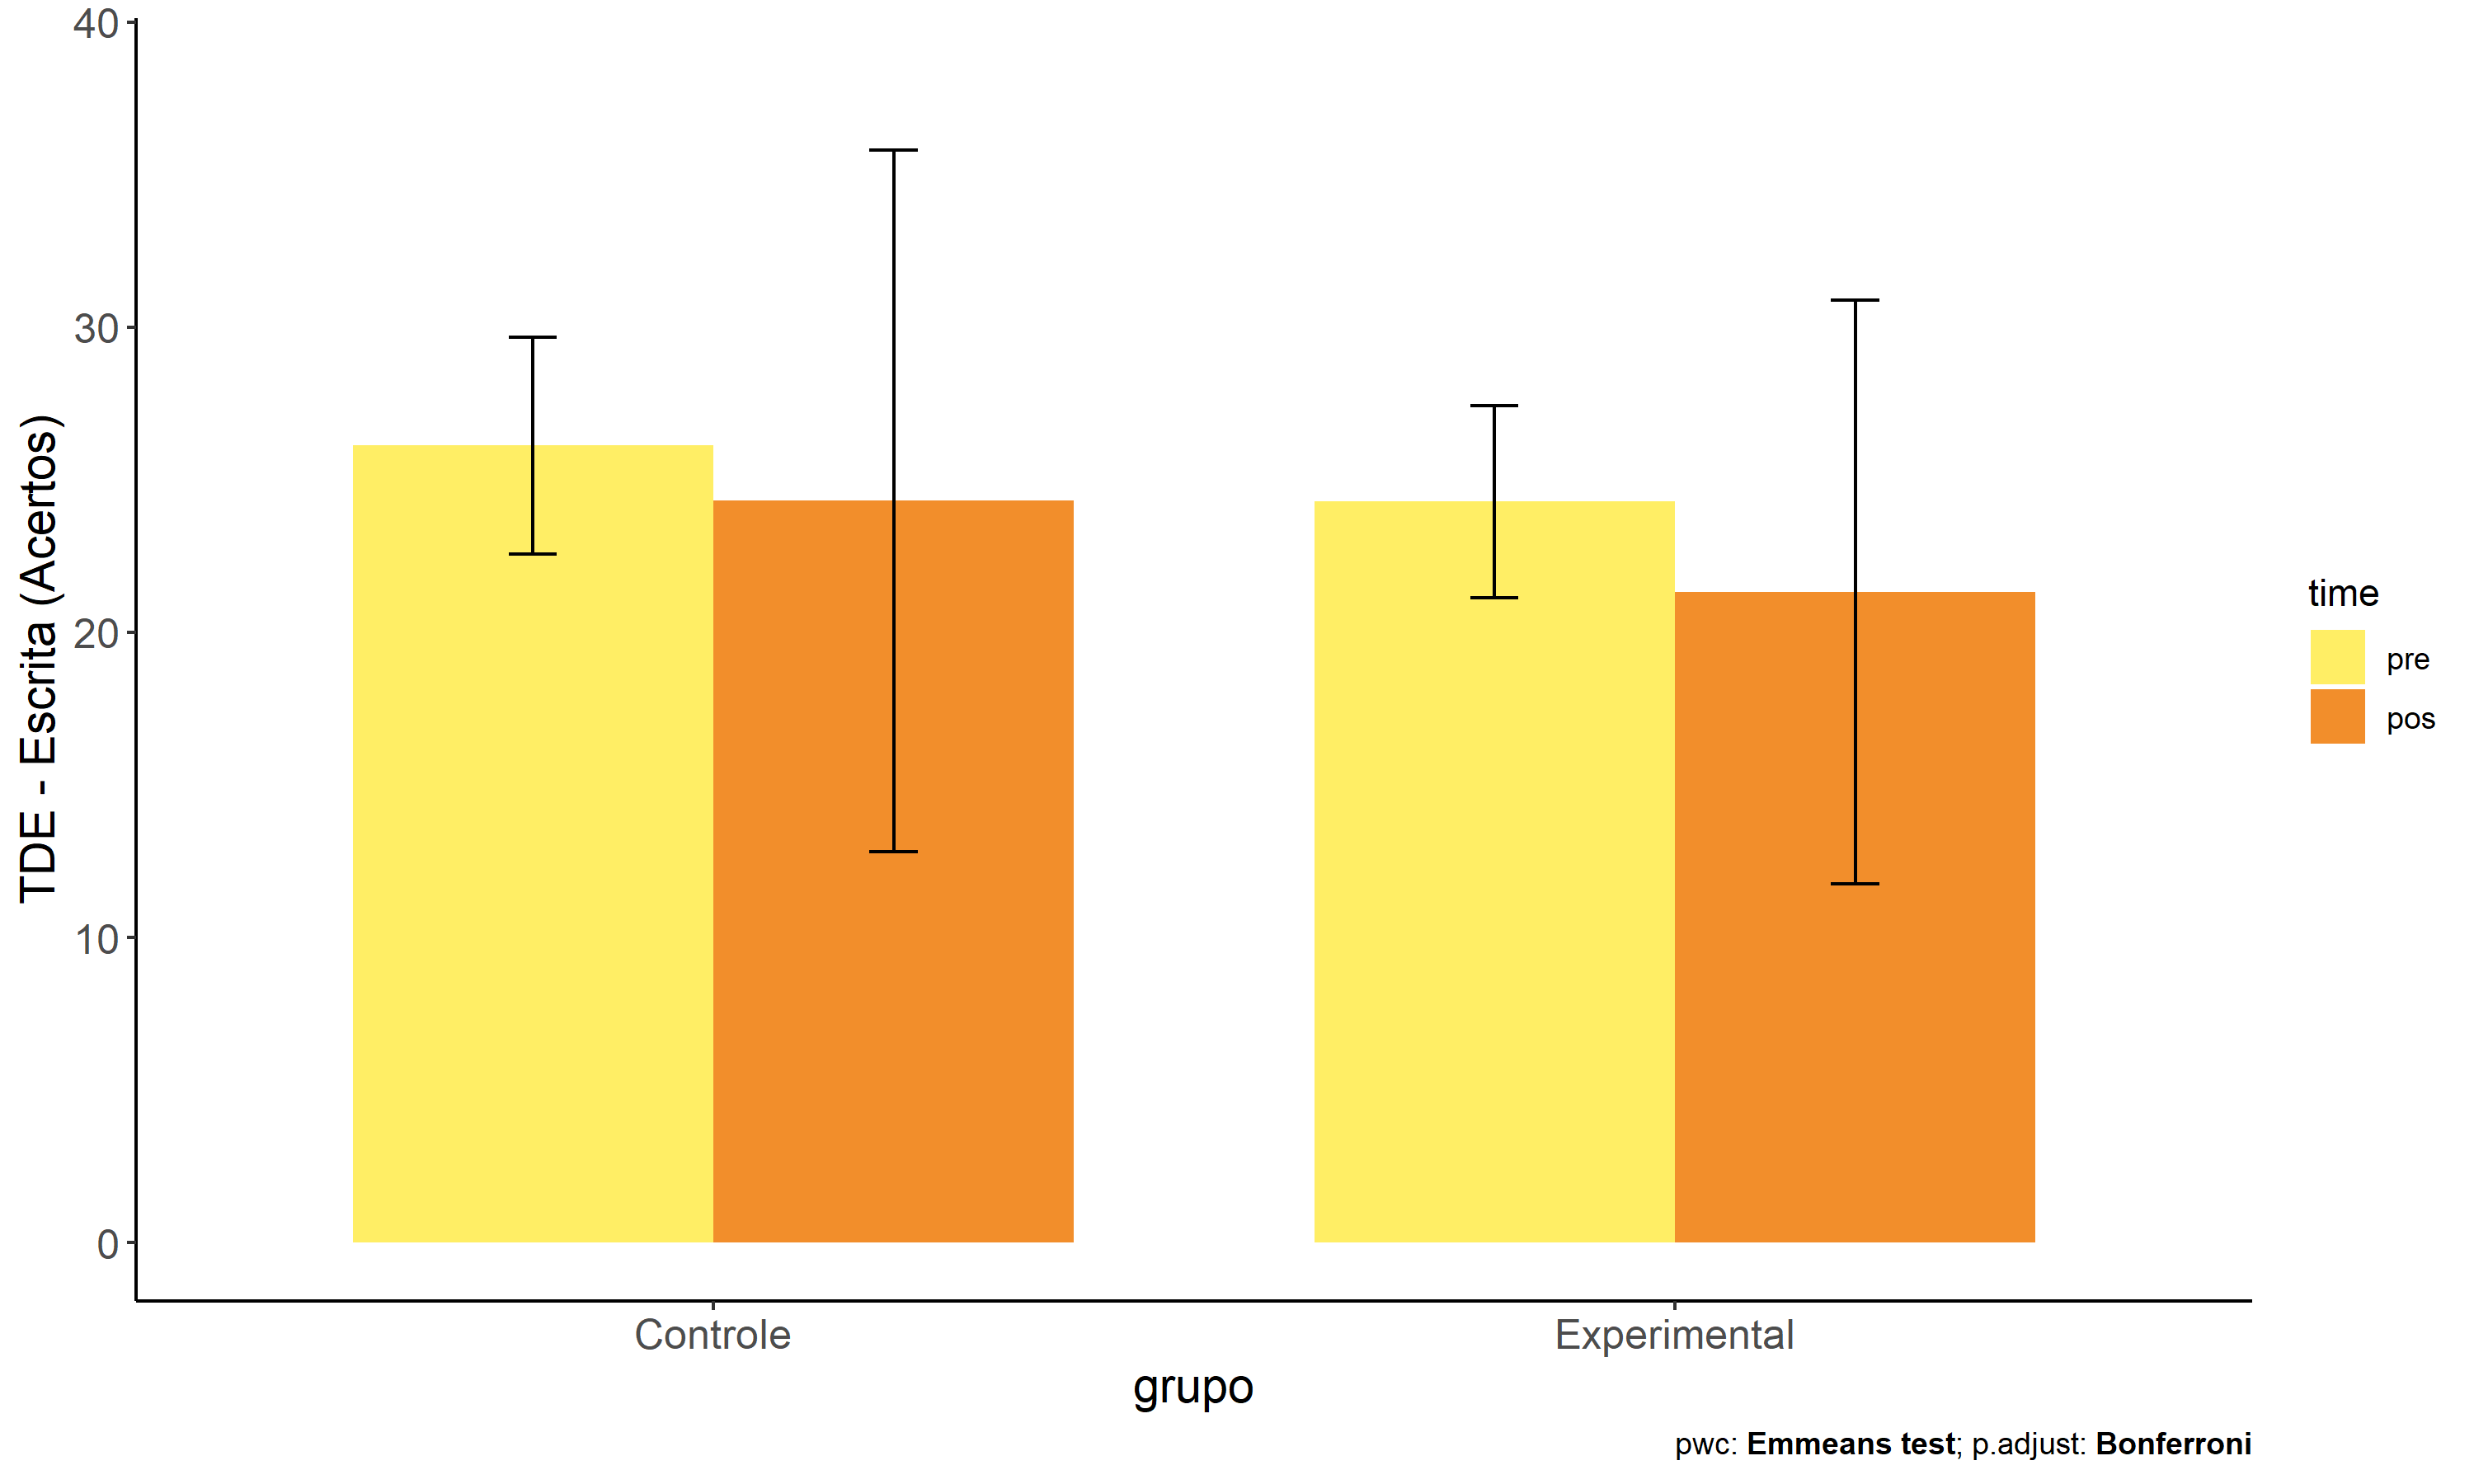 TDE - Escrita (Acertos)
40
30
20
10
0
Controle
Experimental
grupo
time
pre
pos
pwc: Emmeans test; p.adjust: Bonferroni